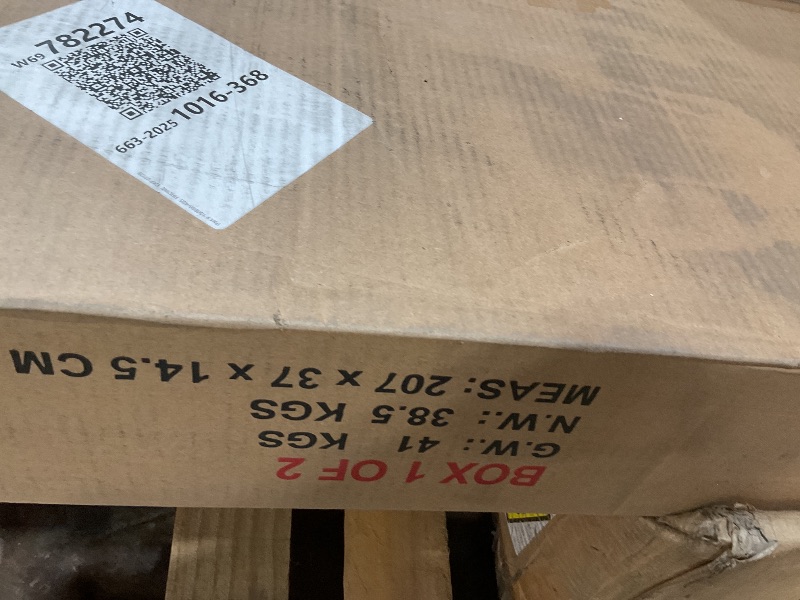 W69 782274
663-2025 1016-368
BOX 1 OF 2
G.W.: 41 KGS
N.W.: 38.5 KGS
MEAS: 207 x 37 x 14.5 CM